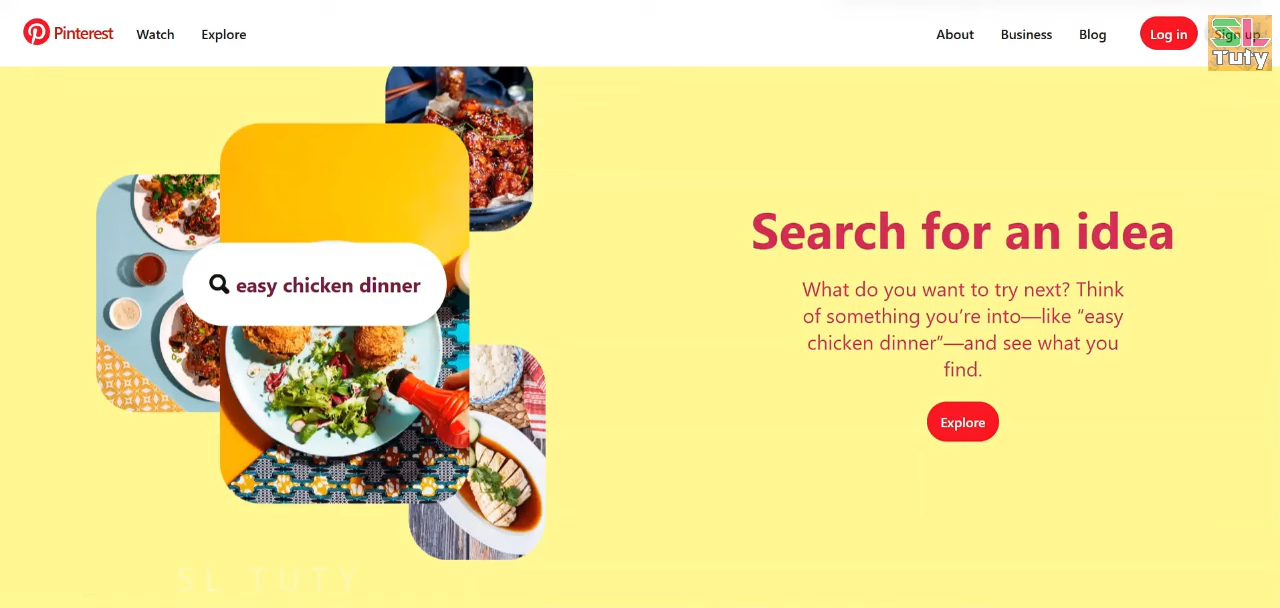 Pinterest
Watch
Explore
About
Business
Blog
Log in
Sign up
SL
Tuty
easy chicken dinner
Search for an idea
What do you want to try next? Think
of something you’re into—like “easy
chicken dinner”—and see what you
find.
Explore
SL TUTY